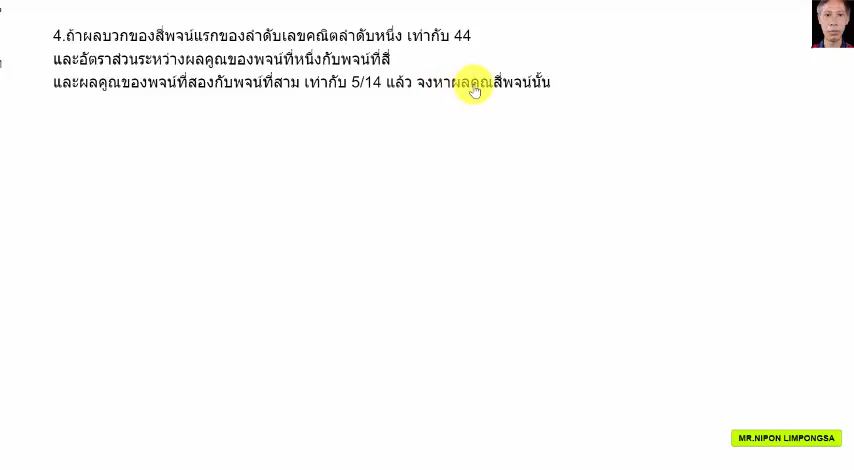 4.ถ้าผลบวกของสี่พจน์แรกของลำดับเลขคณิตลำดับหนึ่ง เท่ากับ 44
และอัตราส่วนระหว่างผลคูณของพจน์ที่หนึ่งกับพจน์ที่สี่
และผลคูณของพจน์ที่สองกับพจน์ที่สาม เท่ากับ 5/14 แล้ว จงหาผลคูณสี่พจน์นั้น
MR.NIPON LIMPONGSA